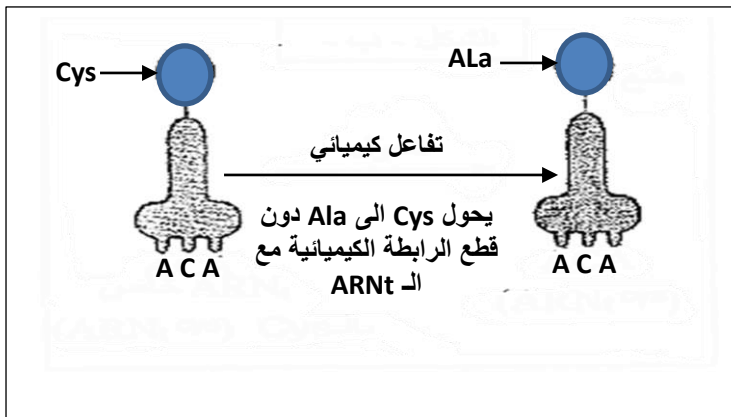 Cys
ALa
تفاعل كيميائي
يحول Cys الى Ala دون
قطع الرابطة الكيميائية مع
الـ ARNt
A C A
A C A